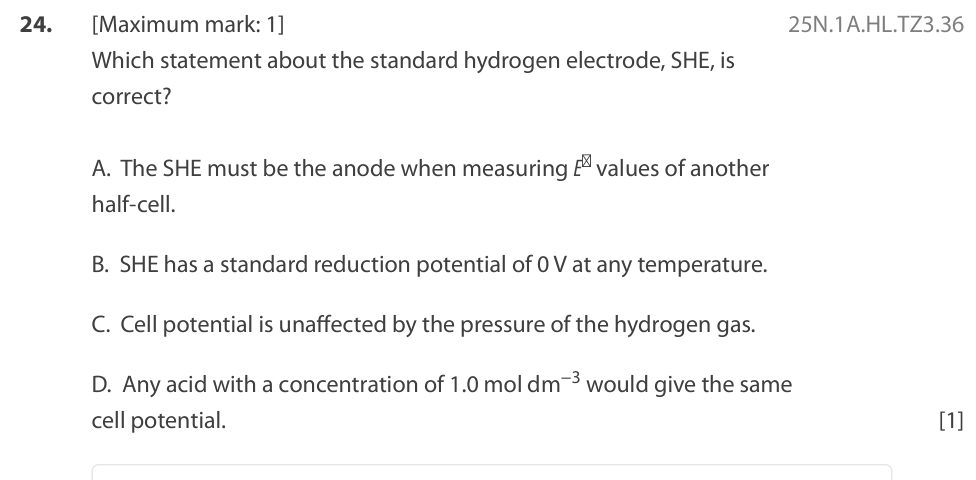 24. [Maximum mark: 1] 25N.1A.HL.TZ3.36
Which statement about the standard hydrogen electrode, SHE, is
correct?
A. The SHE must be the anode when measuring E☒ values of another
half-cell.
B. SHE has a standard reduction potential of 0 V at any temperature.
C. Cell potential is unaffected by the pressure of the hydrogen gas.
D. Any acid with a concentration of 1.0 mol dm⁻³ would give the same
cell potential. [1]